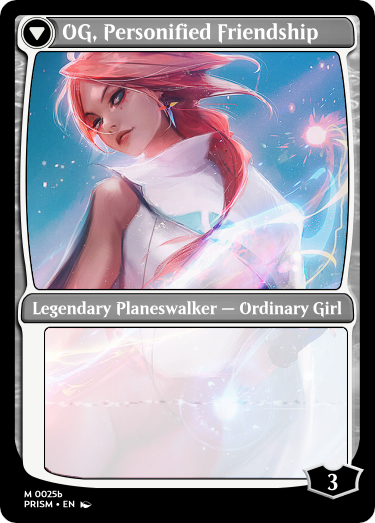 OG, Personified Friendship
Legendary Planeswalker — Ordinary Girl
3
M 0025b
PRISM • EN